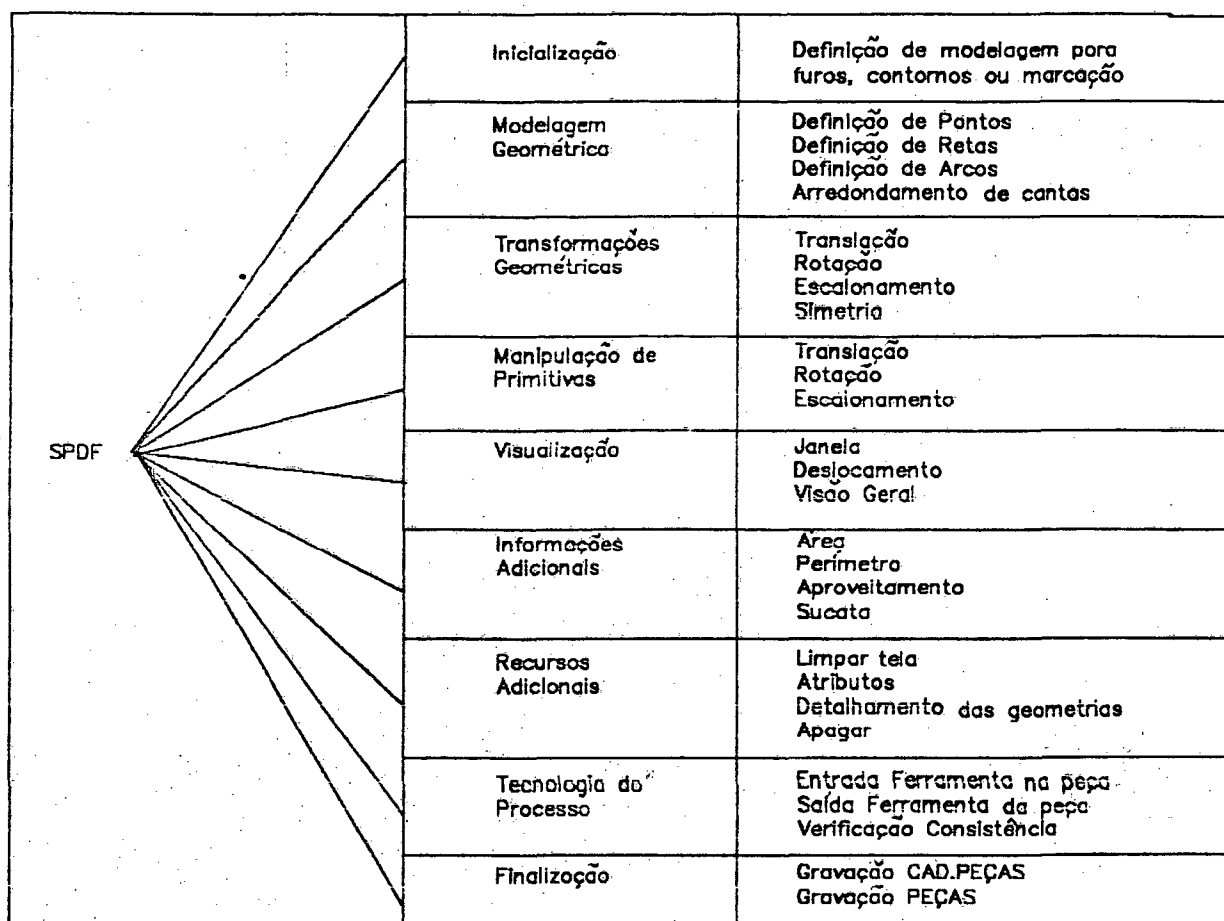 SPDF
Inicialização
Definição de modelagem pora
furos, contornos ou marcação
Modelagem
Geométrica
Definição de Pontos
Definição de Retas
Definição de Arcos
Arredondamento de cantas
Transformações
Geométricas
Translação
Rotação
Escalonamento
Simetria
Manipulação de
Primitivas
Translação
Rotação
Escalonamento
Visualização
Janela
Deslocamento
Visão Geral
Informações
Adicionais
Área
Perímetro
Aproveitamento
Sucata
Recursos
Adicionais
Limpar tela
Atributos
Detalhamento das geometrias
Apagar
Tecnologia do
Processo
Entrada Ferramenta na peça
Saída Ferramenta da peça
Verificação Consistência
Finalizoção
Gravação CAD.PEÇAS
Gravação PEÇAS